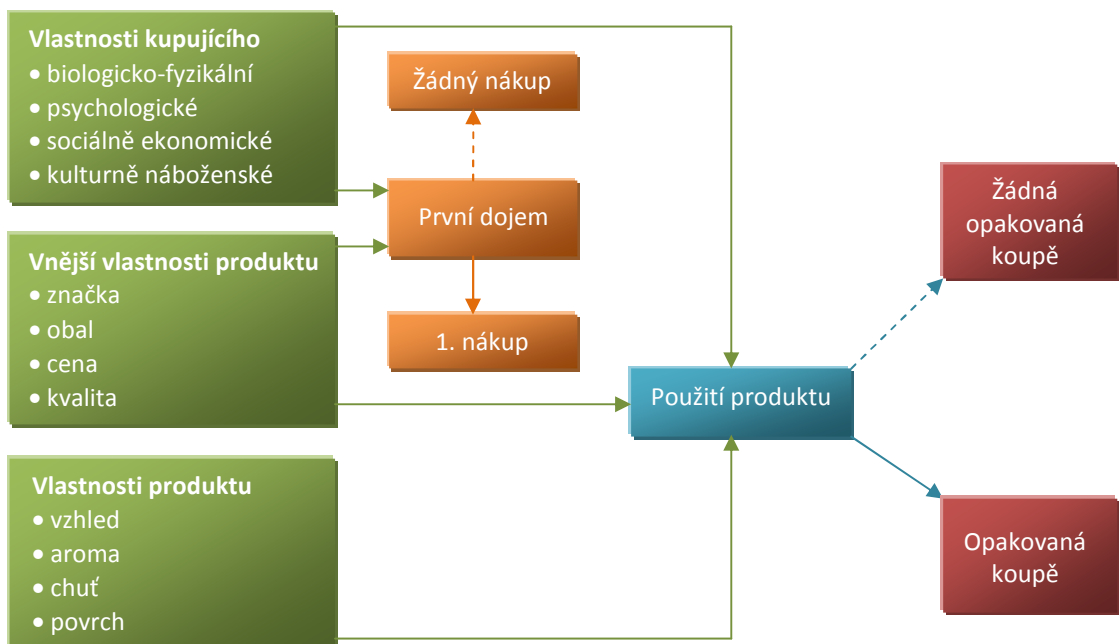 Vlastnosti kupujícího
• biologicko-fyzikální
• psychologické
• sociálně ekonomické
• kulturně náboženské
Vnější vlastnosti produktu
• značka
• obal
• cena
• kvalita
Vlastnosti produktu
• vzhled
• aroma
• chuť
• povrch
Žádný nákup
První dojem
1. nákup
Použití produktu
Žádná
opakovaná
koupě
Opakovaná
koupě